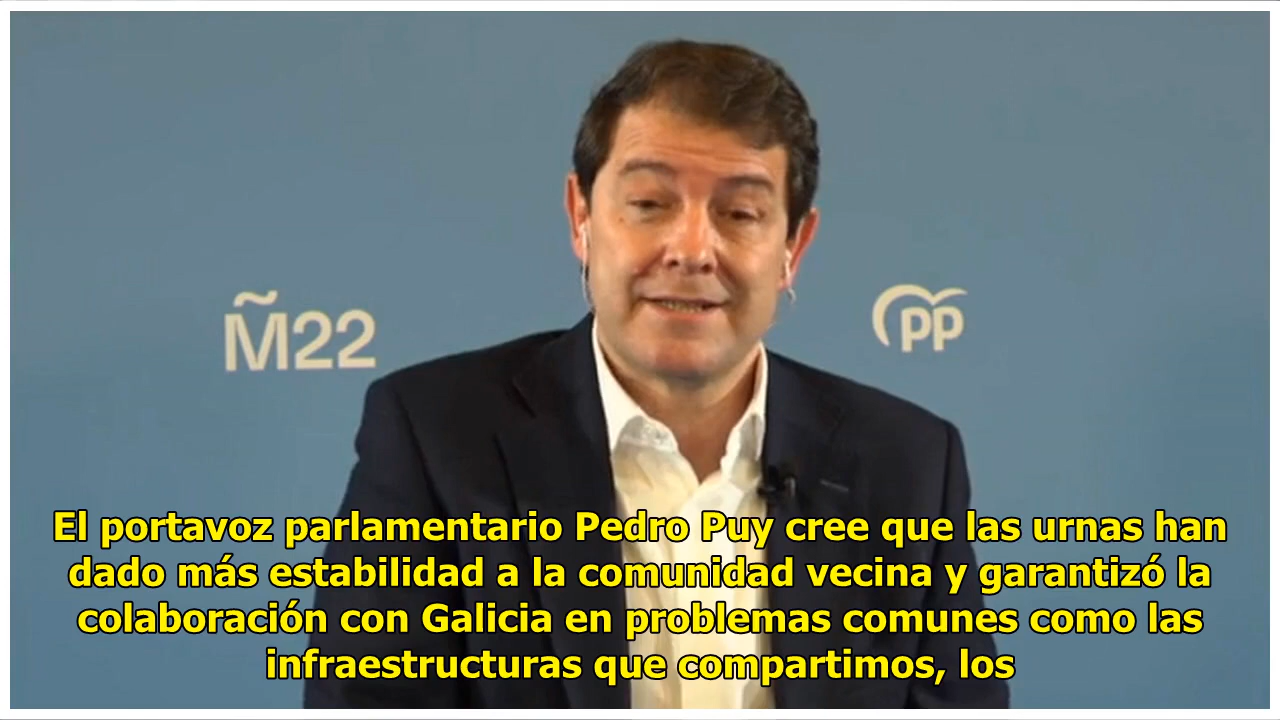 M̃22
pp
El portavoz parlamentario Pedro Puy cree que las urnas han
dado más estabilidad a la comunidad vecina y garantizó la
colaboración con Galicia en problemas comunes como las
infraestructuras que compartimos, los